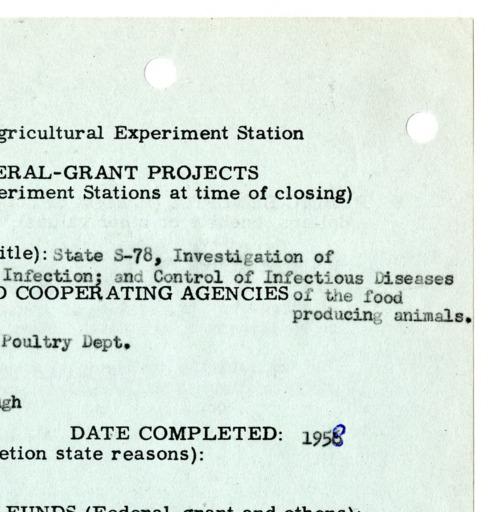 gricultural Experiment Station
ERAL-GRANT PROJECTS
eriment Stations at time of closing)
itle): State S-78, Investigation of
Infection; and Control of Infectious Diseases
O COOPERATING AGENCIES of the food
producing animals.
Poultry Dept.
gh
DATE COMPLETED: 1958
etion state reasons):
FUNDS (Federal-grant and others):